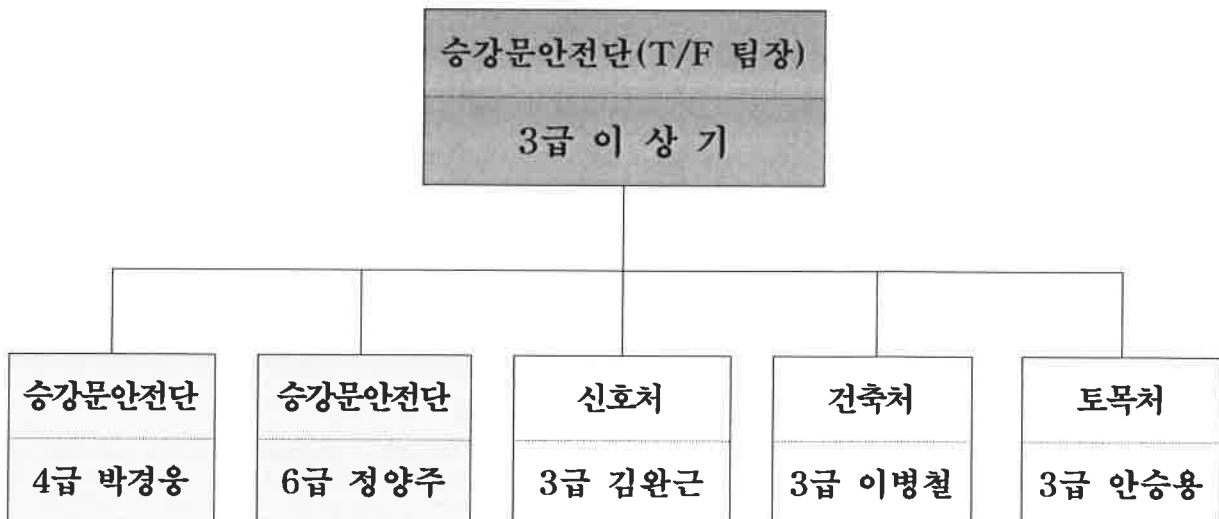 승강문안전단(T/F 팀장)
3급 이 상 기
승강문안전단
4급 박경웅
승강문안전단
6급 정양주
신호처
3급 김완근
건축처
3급 이병철
토목처
3급 안승용